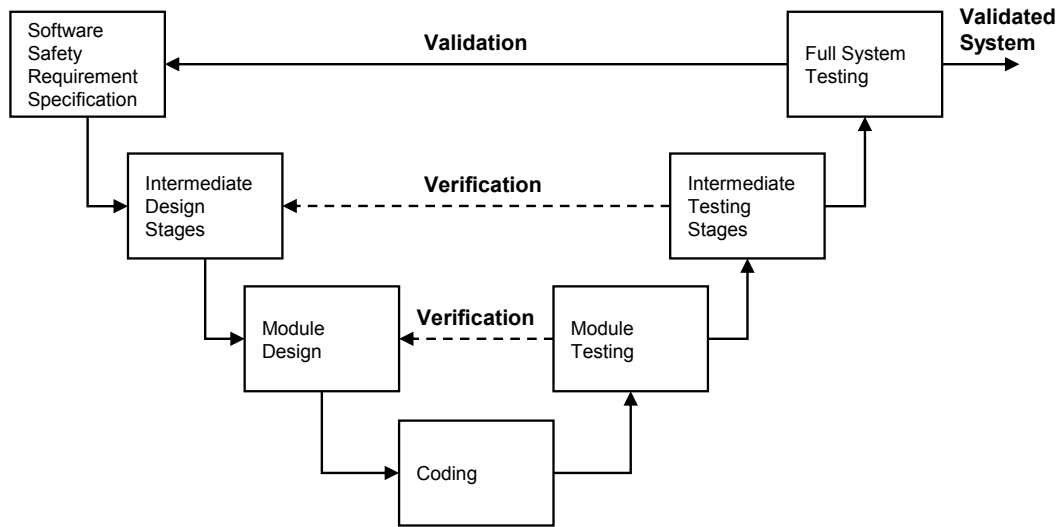 Software
Safety
Requirement
Specification
Validation
Full System
Testing
Validated
System
Intermediate
Design
Stages
Verification
Intermediate
Testing
Stages
Module
Design
Verification
Module
Testing
Coding